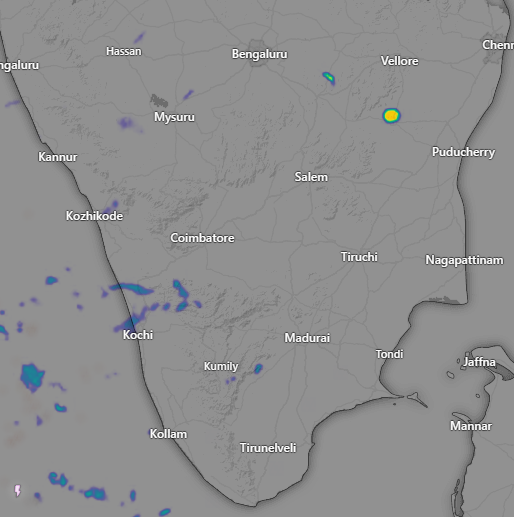 Hassan
Bengaluru
Chenn
ngaluru
Vellore
Mysuru
Kannur
Puducherry
Salem
Kozhikode
Coimbatore
Tiruchi
Nagapattinam
Kochi
Madurai
Tondi
Kumily
Jaffna
Kollam
Mannar
Tirunelveli